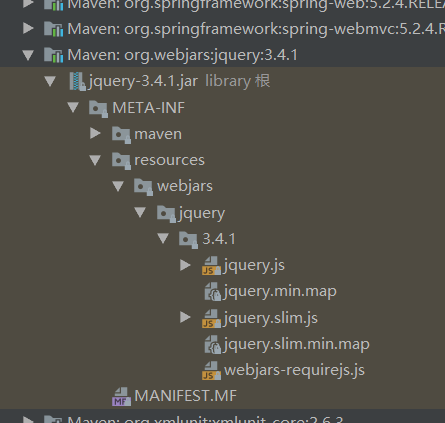 Maven: org.springframework:spring-web:5.2.4.RELEA
Maven: org.springframework:spring-webmvc:5.2.4.R
Maven: org.webjars:jquery:3.4.1
jquery-3.4.1.jar library 根
META-INF
maven
resources
webjars
jquery
3.4.1
jquery.js
jquery.min.map
jquery.slim.js
jquery.slim.min.map
webjars-requirejs.js
MANIFEST.MF
Maven: org.xmlunit:xmlunit-core:2.6.3